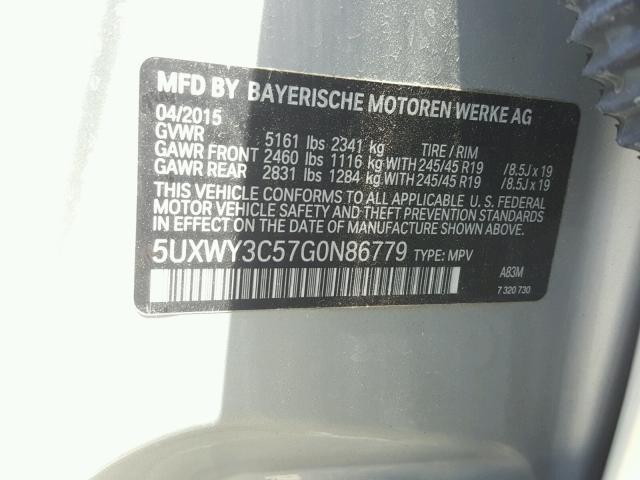 MFD BY BAYERISCHE MOTOREN WERKE AG
04/2015
GVWR 5161 lbs 2341 kg TIRE / RIM
GAWR FRONT 2460 lbs 1116 kg WITH 245/45 R19 /8.5J x 19
GAWR REAR 2831 lbs 1284 kg WITH 245/45 R19 /8.5J x 19
THIS VEHICLE CONFORMS TO ALL APPLICABLE U. S. FEDERAL
MOTOR VEHICLE SAFETY AND THEFT PREVENTION STANDARDS
IN EFFECT ON THE DATE OF MANUFACTURE SHOWN ABOVE.
5UXWY3C57G0N86779 TYPE: MPV
A83M
7 320 730